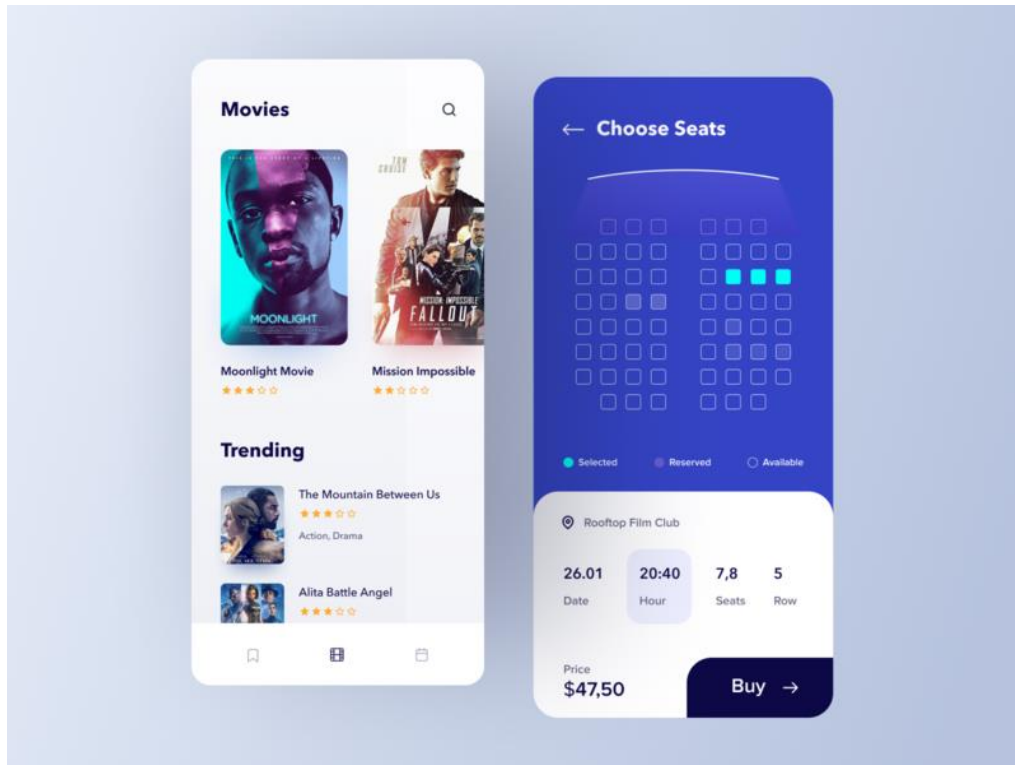 Movies
TOM
CRUISE
MOONLIGHT
MISSION: IMPOSSIBLE
FALLOUT
Moonlight Movie
Mission Impossible
Trending
The Mountain Between Us
Action, Drama
Alita Battle Angel
Choose Seats
Selected
Reserved
Available
Rooftop Film Club
26.01
20:40
7,8
5
Date
Hour
Seats
Row
Price
$47,50
Buy